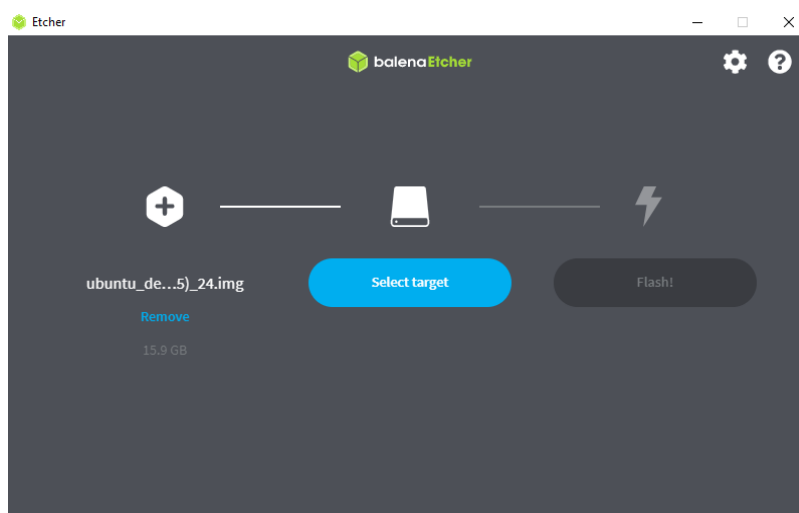 Etcher
balenaEtcher
ubuntu_de...5)_24.img
Select target
Flash!
Remove
15.9 GB